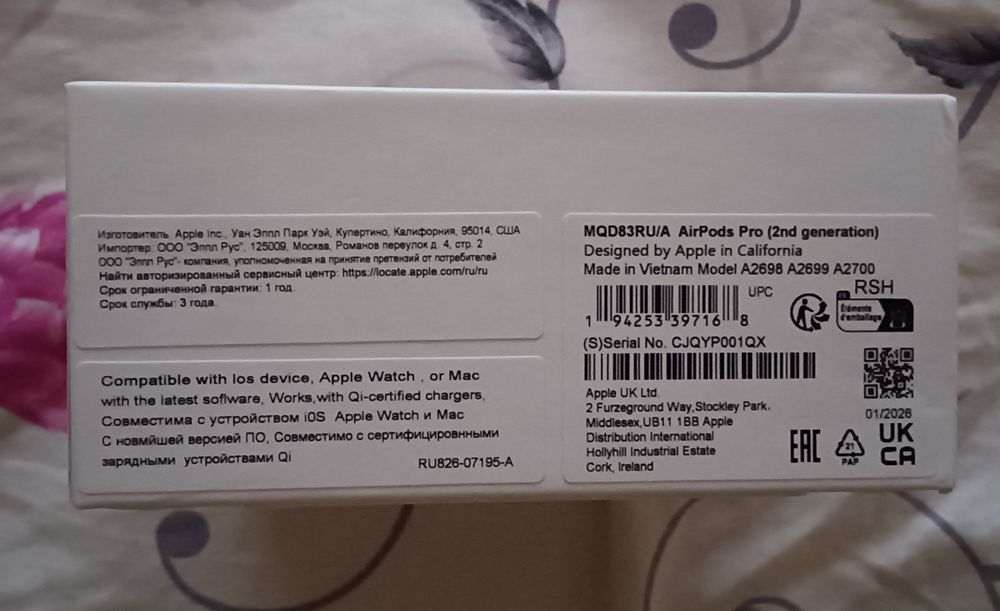 Изготовитель. Apple Inc., Уан Эппл Парк Уэй, Купертино, Калифорния, 95014, США
Импортер. ООО "Эппл Рус", 125009, Москва, Романов переулок д. 4, стр. 2
ООО "Эппл Рус"- компания, уполномоченная на принятие претензий от потребителей
Найти авторизированный сервисный центр: https://locate.apple.com/ru/ru
Срок ограниченной гарантии: 1 год.
Срок службы: 3 года.
Compatible with Ios device, Apple Watch , or Mac
with the latest soflware, Works,with Qi-certified chargers,
Совместима с устройством iOS Apple Watch и Mac
С новмйшей версией ПО, Совместимо с сертифицировнными
зарядными устройствами Qi
RU826-07195-A
MQD83RU/A AirPods Pro (2nd generation)
Designed by Apple in California
Made in Vietnam Model A2698 A2699 A2700
UPC
RSH
FR
Éléments
d'emballage
1 94253 39716 8
(S)Serial No. CJQYP001QX
Apple UK Ltd.
2 Furzeground Way,Stockley Park,
Middlesex,UB11 1BB Apple
Distribution International
Hollyhill Industrial Estate
Cork, Ireland
01/2026
EAC
21
PAP
UK
CA